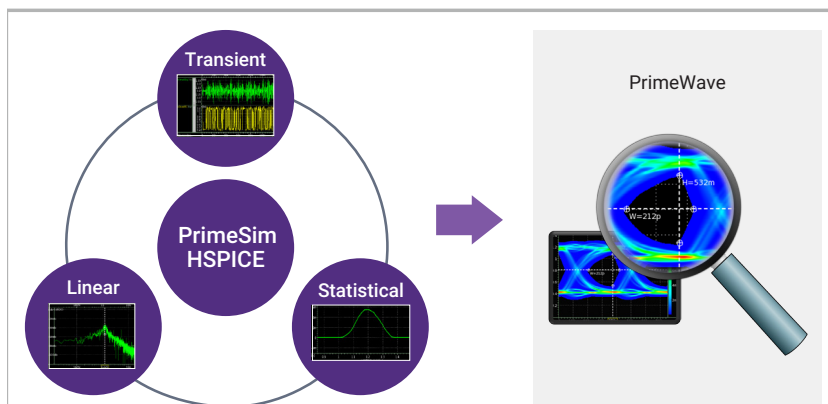 Transient
PrimeSim
HSPICE
Linear
Statistical
PrimeWave
H=532m
W=212p